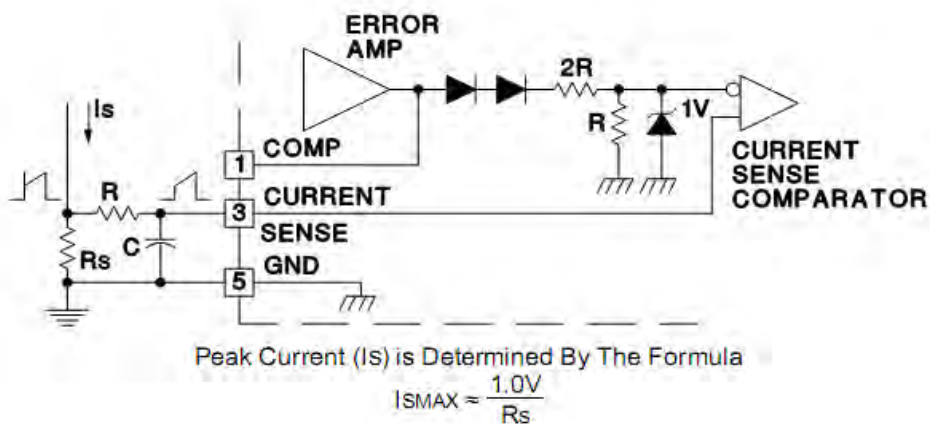 ERROR
AMP
2R
Is
R
1V
1
COMP
CURRENT
SENSE
COMPARATOR
R
3
CURRENT
SENSE
Rs
C
5
GND
Peak Current (IS) is Determined By The Formula
ISMAX ≈ 1.0V
Rs